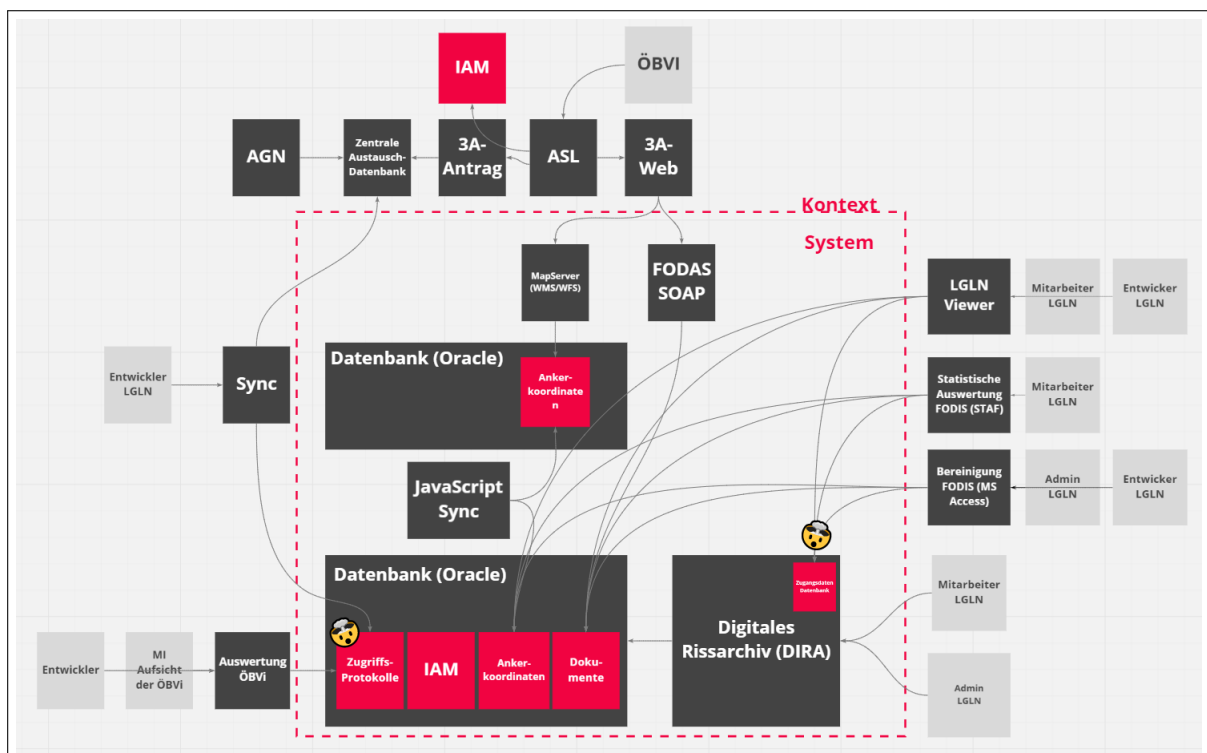 IAM
ÖBVI
AGN
Zentrale
Austausch-
Datenbank
3A-
Antrag
ASL
3A-
Web
Kontext
System
MapServer
(WMS/WFS)
FODAS
SOAP
LGLN
Viewer
Mitarbeiter
LGLN
Entwicker
LGLN
Datenbank (Oracle)
Anker-
koordinate
n
Entwickler
LGLN
Sync
Statistische
Auswertung
FODIS (STAF)
Mitarbeiter
LGLN
JavaScript
Sync
Bereinigung
FODIS (MS
Access)
Admin
LGLN
Entwicker
LGLN
Datenbank (Oracle)
Zugangsdaten
Datenbank
Mitarbeiter
LGLN
Digitales
Rissarchiv (DIRA)
Entwickler
MI
Aufsicht
der ÖBVi
Auswertung
ÖBVi
Zugriffs-
Protokolle
IAM
Anker-
koordinaten
Doku-
mente
Admin
LGLN